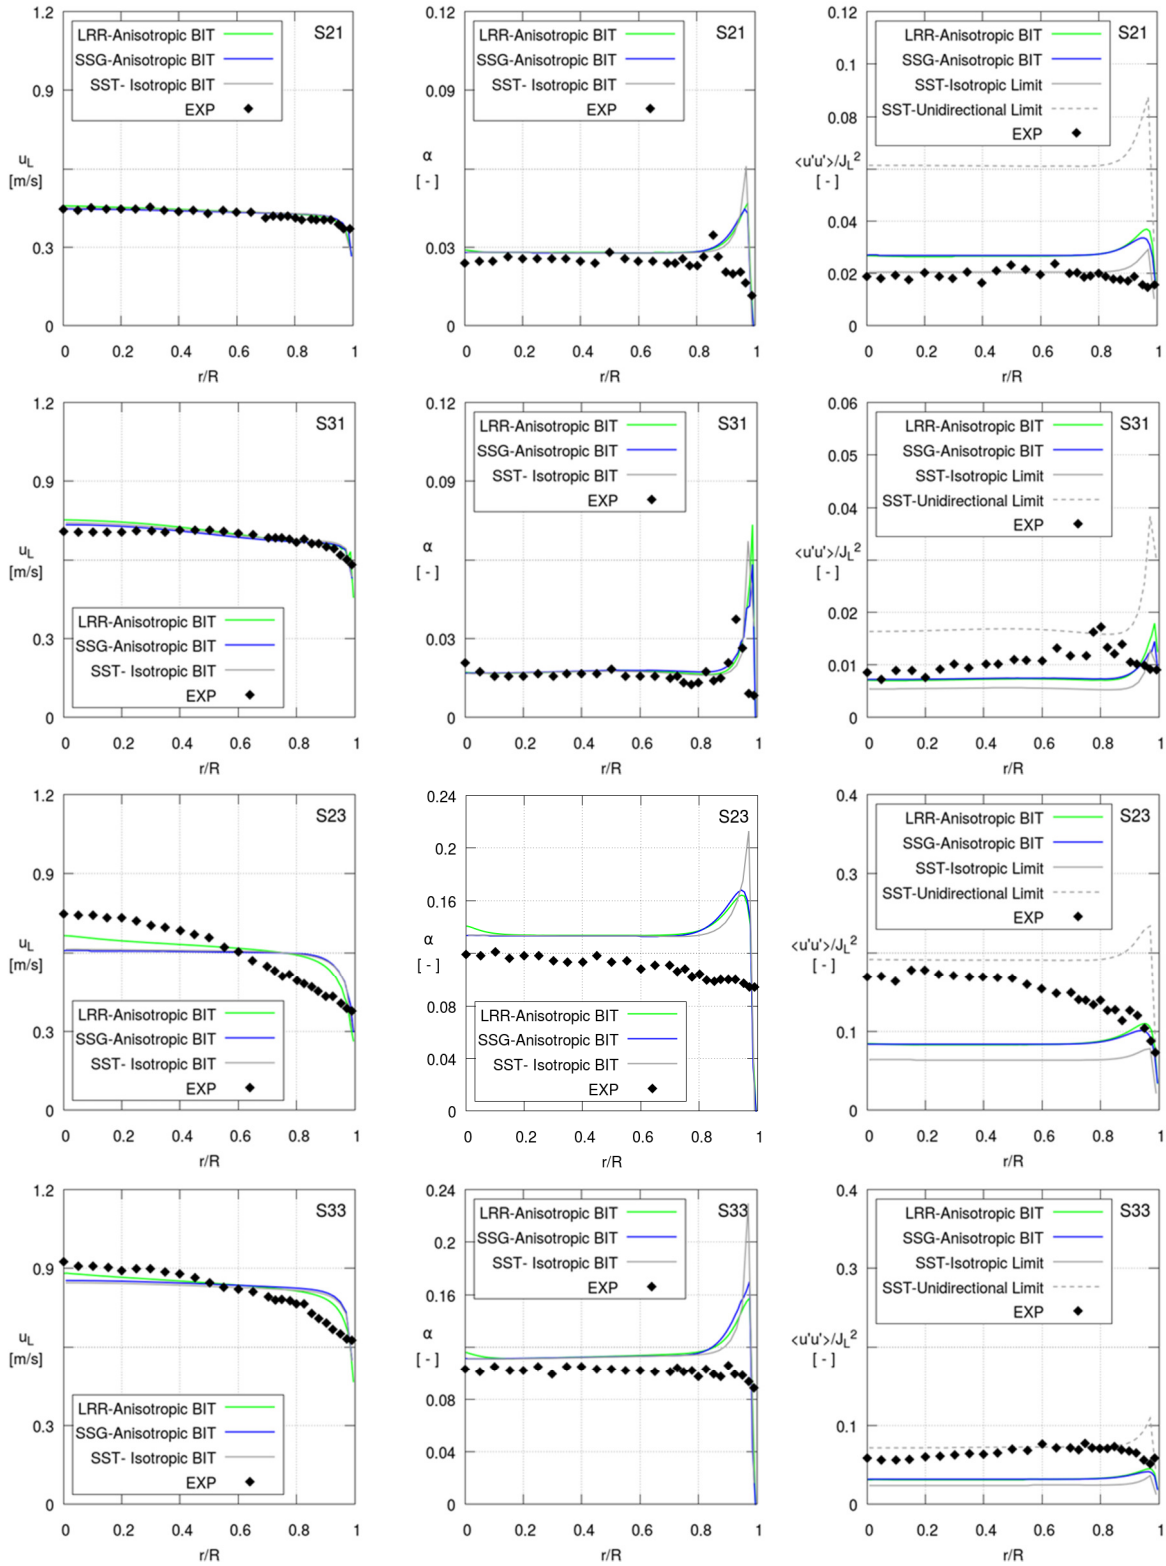 1.2
LRR-Anisotropic BIT
SSG-Anisotropic BIT
SST- Isotropic BIT
EXP
S21
0.9
uL
[m/s]
0.3
0
0 0.2 0.4 0.6 0.8 1
r/R
0.12
LRR-Anisotropic BIT
SSG-Anisotropic BIT
SST- Isotropic BIT
EXP
S21
0.09
α
[ - ]
0.03
0
0 0.2 0.4 0.6 0.8 1
r/R
0.12
LRR-Anisotropic BIT
SSG-Anisotropic BIT
SST-Isotropic Limit
SST-Unidirectional Limit
EXP
S21
0.1
0.08
<u'u'>/JL2
[ - ]
0.04
0.02
0
0 0.2 0.4 0.6 0.8 1
r/R
1.2
S31
0.9
uL
[m/s]
0.3
LRR-Anisotropic BIT
SSG-Anisotropic BIT
SST- Isotropic BIT
EXP
0
0 0.2 0.4 0.6 0.8 1
r/R
0.12
LRR-Anisotropic BIT
SSG-Anisotropic BIT
SST- Isotropic BIT
EXP
S31
0.09
α
[ - ]
0.03
0
0 0.2 0.4 0.6 0.8 1
r/R
0.06
LRR-Anisotropic BIT
SSG-Anisotropic BIT
SST-Isotropic Limit
SST-Unidirectional Limit
EXP
S31
0.05
0.04
<u'u'>/JL2
[ - ]
0.02
0.01
0
0 0.2 0.4 0.6 0.8 1
r/R
1.2
S23
0.9
uL
[m/s]
0.3
LRR-Anisotropic BIT
SSG-Anisotropic BIT
SST- Isotropic BIT
EXP
0
0 0.2 0.4 0.6 0.8 1
r/R
0.24
S23
0.2
0.16
α
[ - ]
0.08
0.04
LRR-Anisotropic BIT
SSG-Anisotropic BIT
SST- Isotropic BIT
EXP
0
0 0.2 0.4 0.6 0.8 1
r/R
0.4
LRR-Anisotropic BIT
SSG-Anisotropic BIT
SST-Isotropic Limit
SST-Unidirectional Limit
EXP
S23
0.3
<u'u'>/JL2
[ - ]
0.1
0
0 0.2 0.4 0.6 0.8 1
r/R
1.2
S33
0.9
uL
[m/s]
0.3
LRR-Anisotropic BIT
SSG-Anisotropic BIT
SST- Isotropic BIT
EXP
0
0 0.2 0.4 0.6 0.8 1
r/R
0.24
LRR-Anisotropic BIT
SSG-Anisotropic BIT
SST- Isotropic BIT
EXP
S33
0.2
0.16
α
[ - ]
0.08
0.04
0
0 0.2 0.4 0.6 0.8 1
r/R
0.4
LRR-Anisotropic BIT
SSG-Anisotropic BIT
SST-Isotropic Limit
SST-Unidirectional Limit
EXP
S33
0.3
<u'u'>/JL2
[ - ]
0.1
0
0 0.2 0.4 0.6 0.8 1
r/R